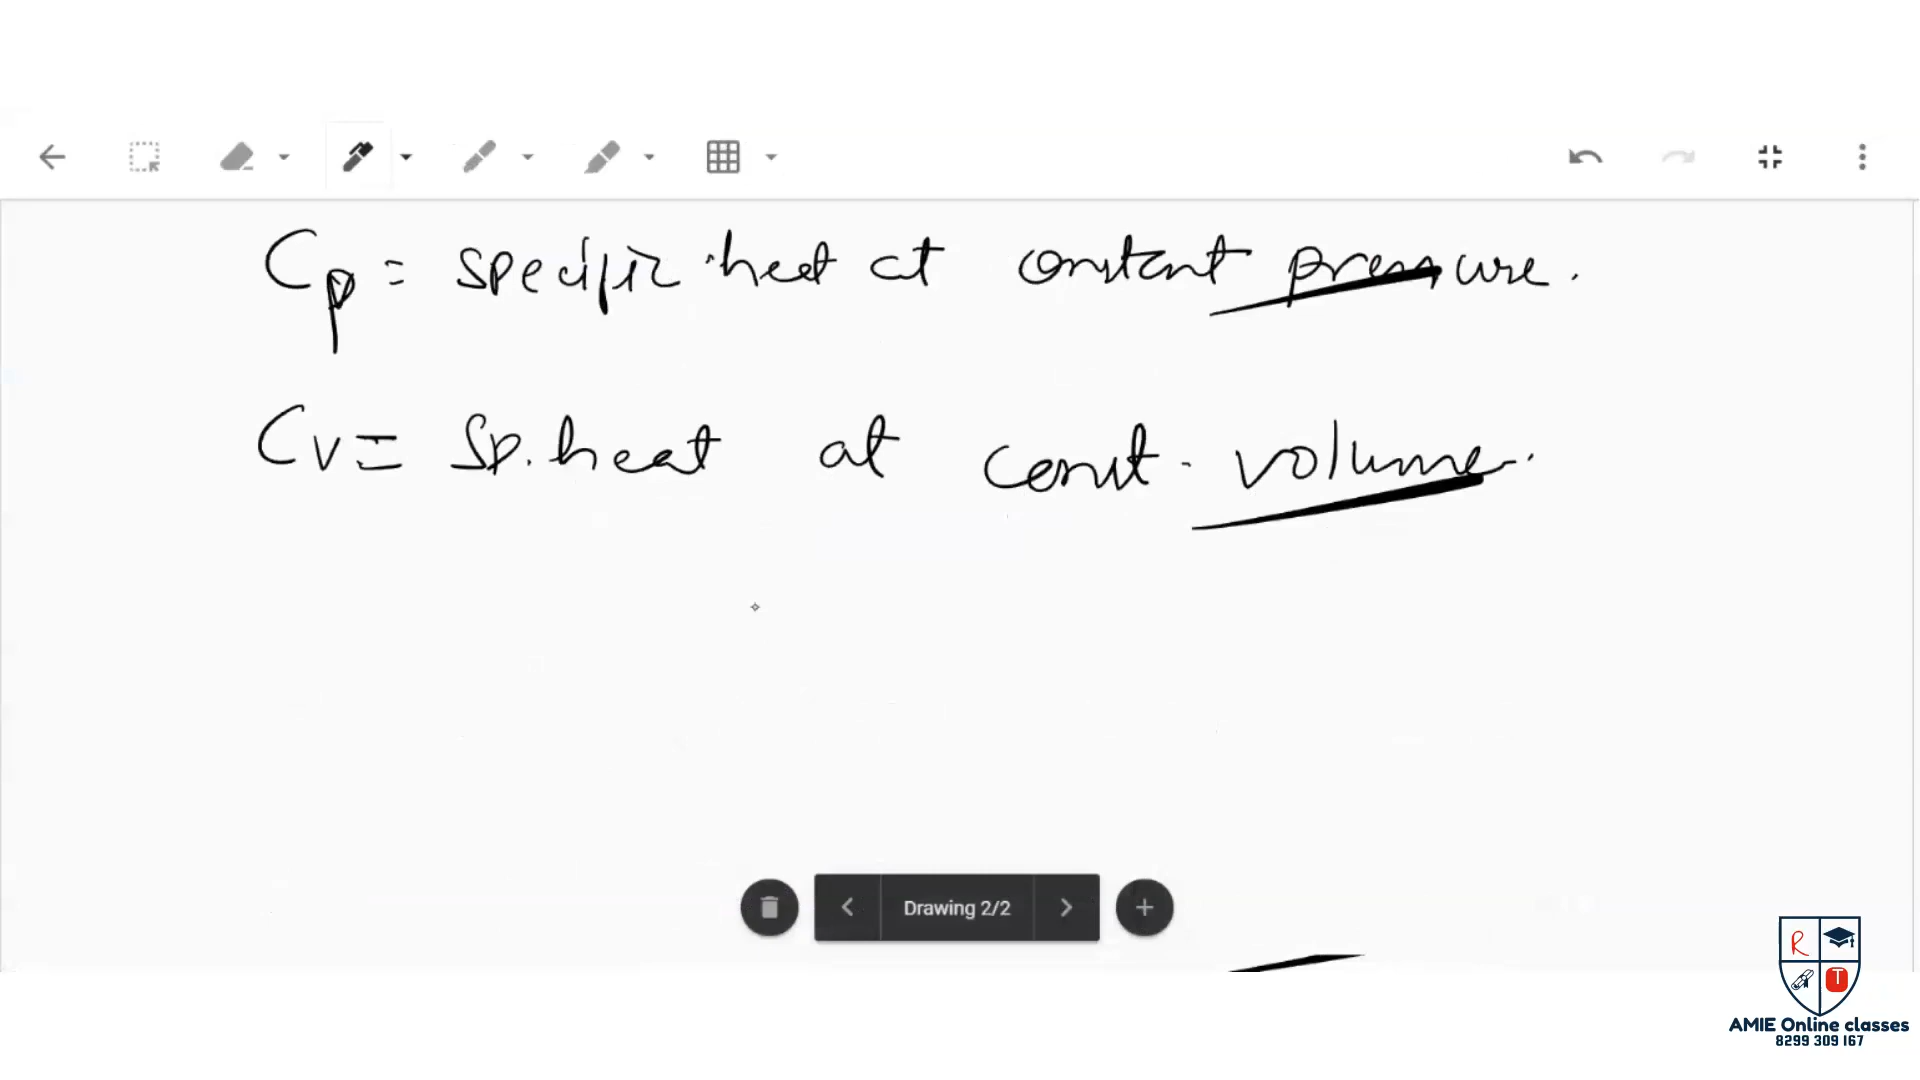 Cp = specific heat at constant pressure.
Cv = Sp. heat at const. volume.
Drawing 2/2
R
T
AMIE Online classes
8299 309 167